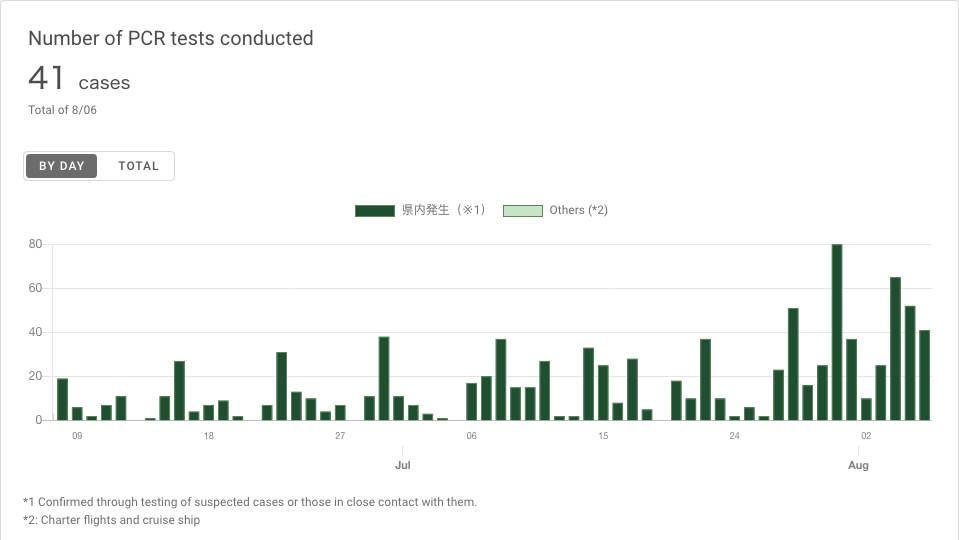 Number of PCR tests conducted
41 cases
Total of 8/06
BY DAY TOTAL
県内発生（※1） Others (*2)
80
60
40
20
0
09 18 27 06 15 24 02
Jul Aug
*1 Confirmed through testing of suspected cases or those in close contact with them.
*2: Charter flights and cruise ship